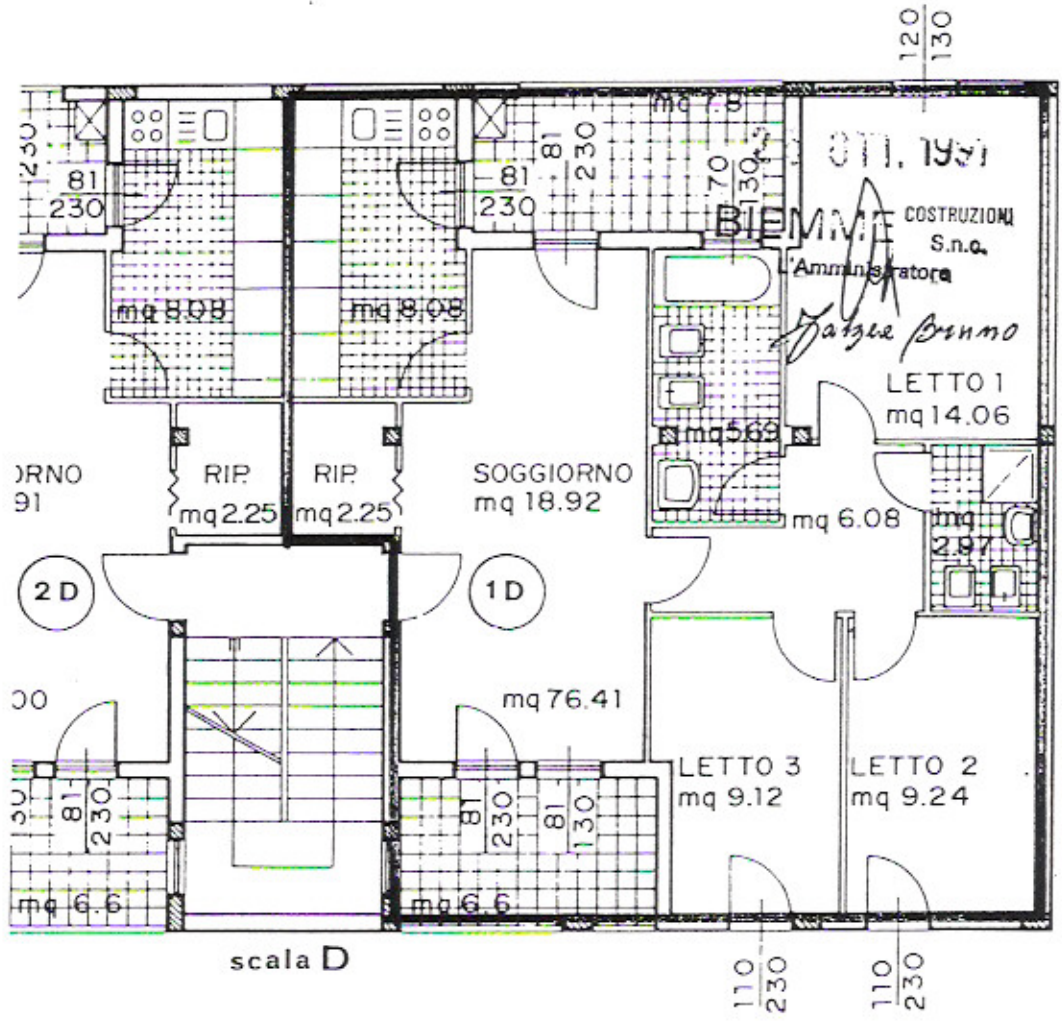 120
130
230
81
230
81
230
81
230
mq 7.8
70
130
OTT. 1991
BIEMME COSTRUZIONI
S.n.c.
L'Amministratore
mq 8.08
mq 8.08
LETTO 1
mq 14.06
ORNO
91
RIP.
mq 2.25
RIP.
mq 2.25
SOGGIORNO
mq 18.92
mq 5.69
mq 6.08
mq
2.97
2 D
1 D
00
mq 76.41
LETTO 3
mq 9.12
LETTO 2
mq 9.24
130
81
230
81
230
81
130
mq 6.6
mq 6.6
scala D
110
230
110
230